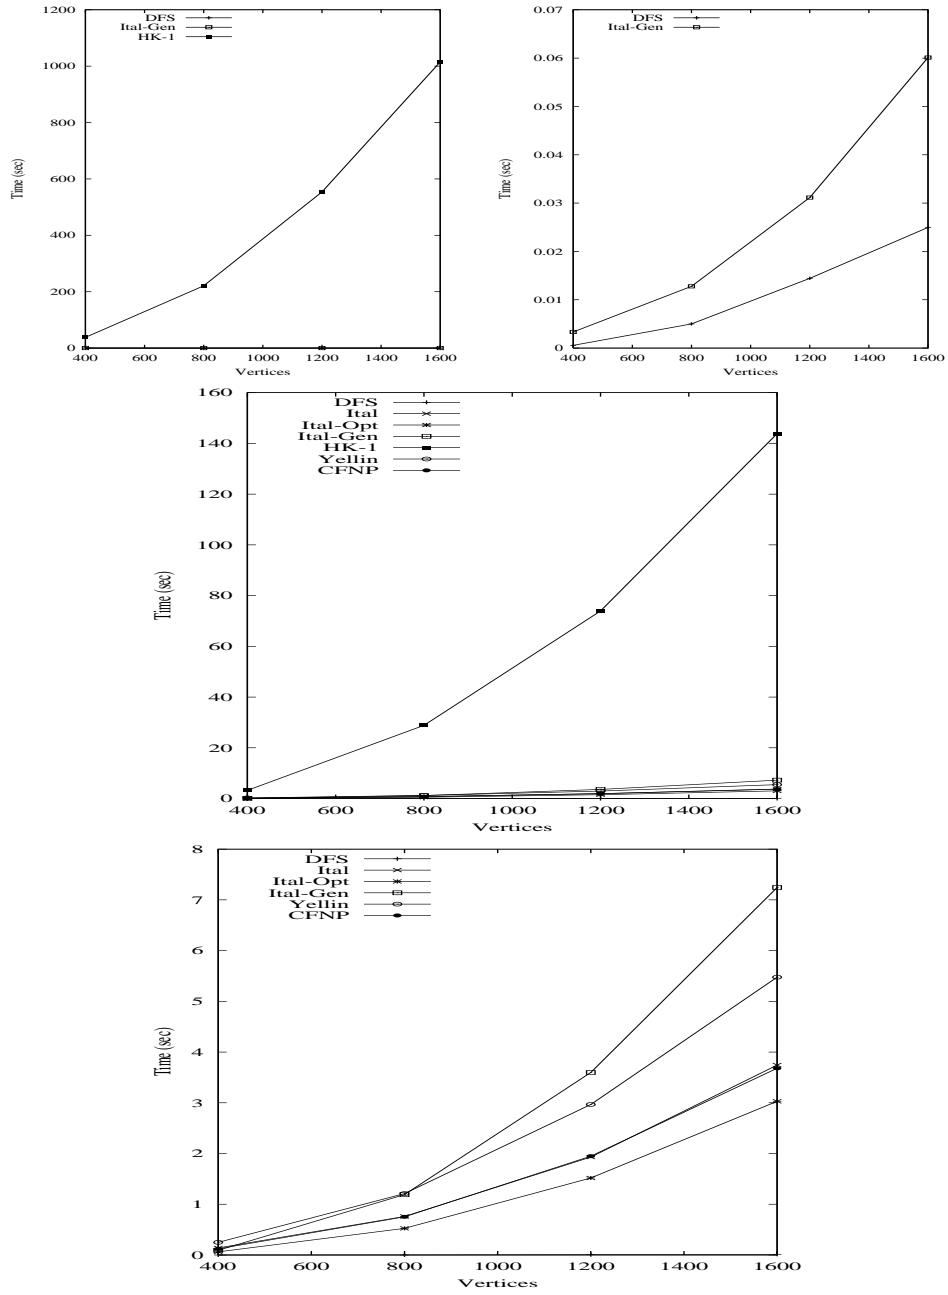 DFS
Ital-Gen
HK-1
1200
1000
800
600
400
200
0
Time (sec)
400 600 800 1000 1200 1400 1600
Vertices
DFS
Ital-Gen
0.07
0.06
0.05
0.04
0.03
0.02
0.01
0
Time (sec)
400 600 800 1000 1200 1400 1600
Vertices
DFS
Ital
Ital-Opt
Ital-Gen
HK-1
Yellin
CFNP
160
140
120
100
80
60
40
20
0
Time (sec)
400 600 800 1000 1200 1400 1600
Vertices
DFS
Ital
Ital-Opt
Ital-Gen
Yellin
CFNP
8
7
6
5
4
3
2
1
0
Time (sec)
400 600 800 1000 1200 1400 1600
Vertices